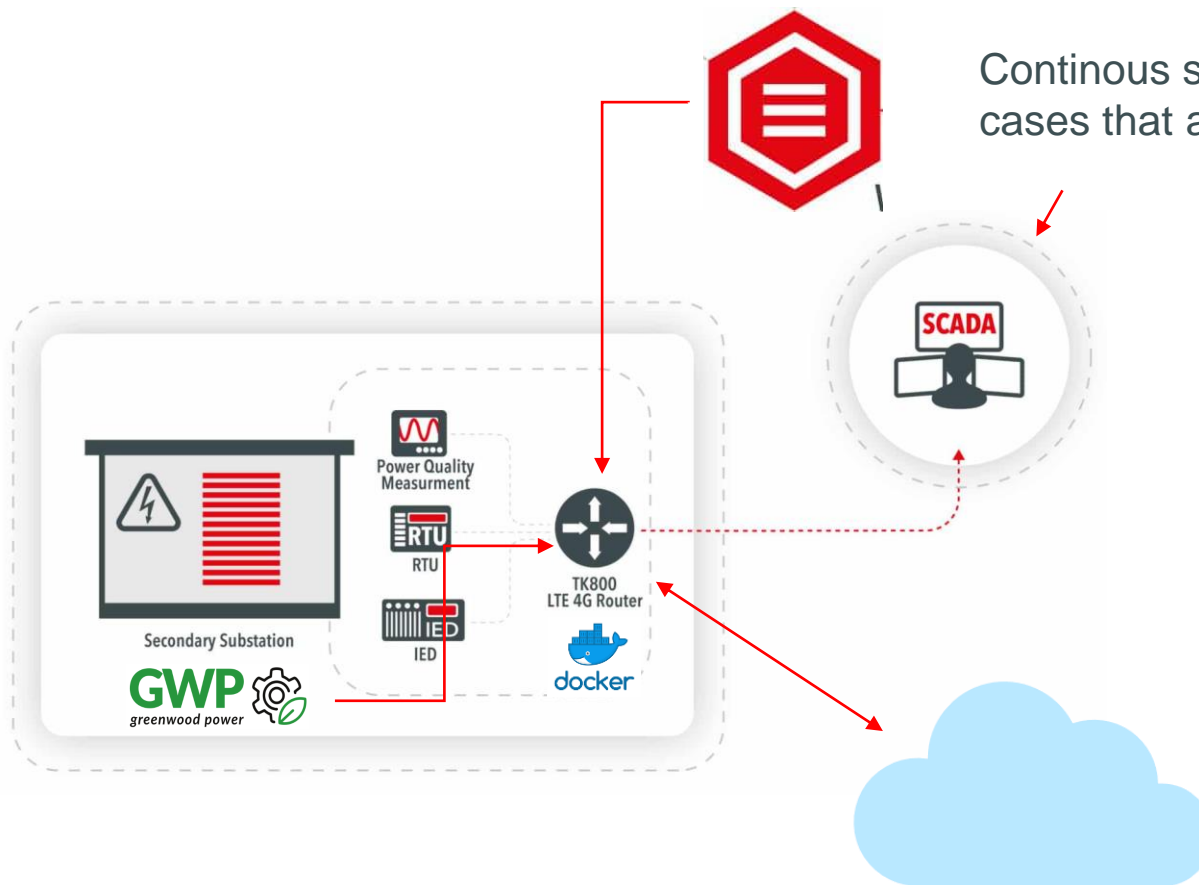 Continous s
cases that a
SCADA
Power Quality
Measurment
RTU
RTU
IED
IED
TK800
LTE 4G Router
docker
Secondary Substation
GWP
greenwood power